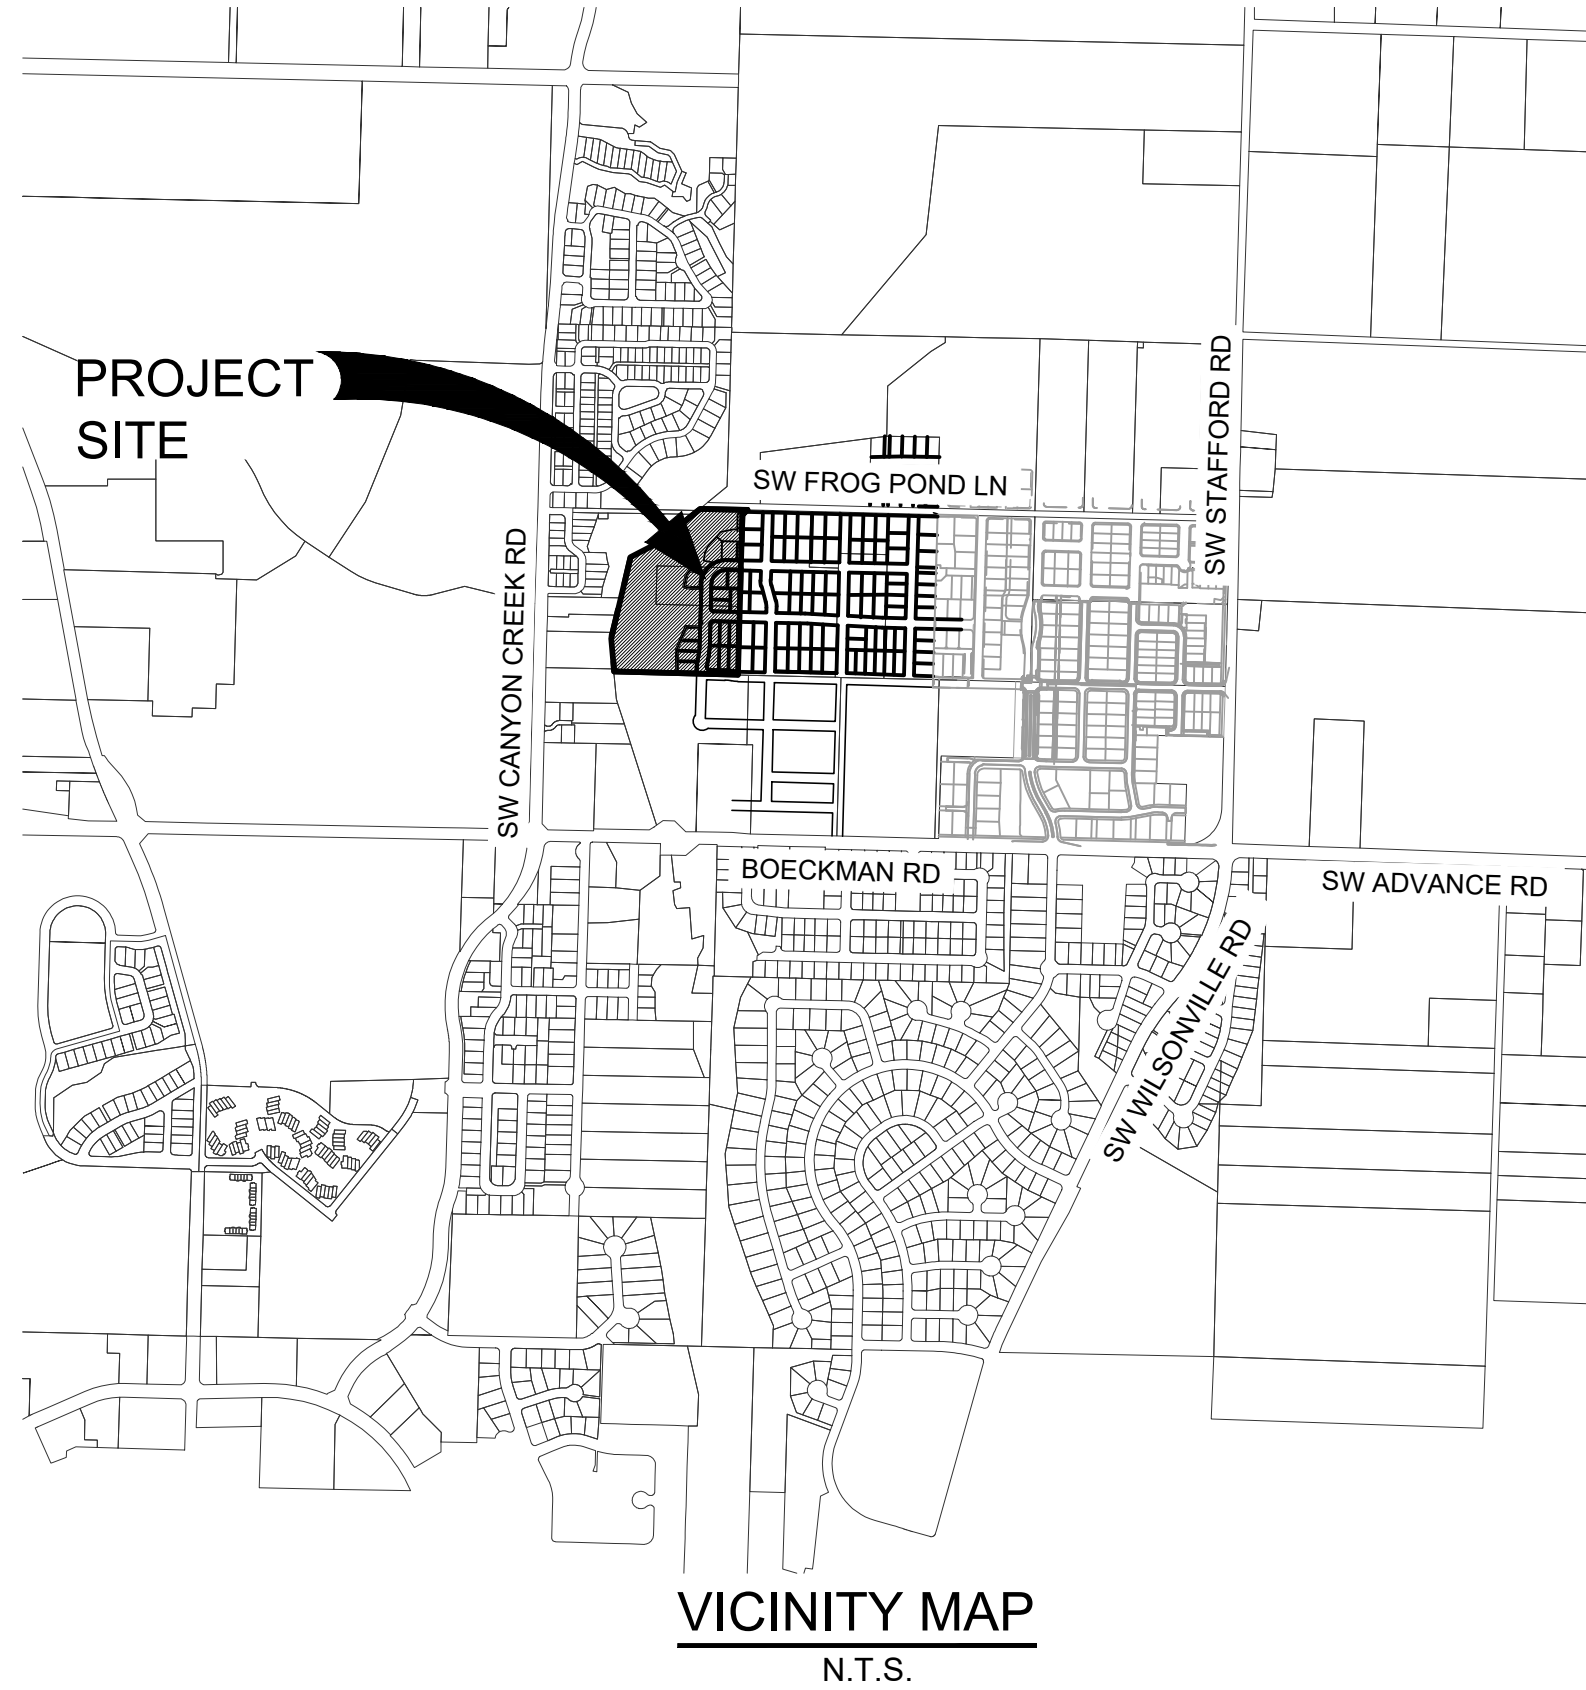 PROJECT
SITE
SW FROG POND LN
SW STAFFORD RD
SW CANYON CREEK RD
BOECKMAN RD
SW ADVANCE RD
SW WILSONVILLE RD
VICINITY MAP
N.T.S.